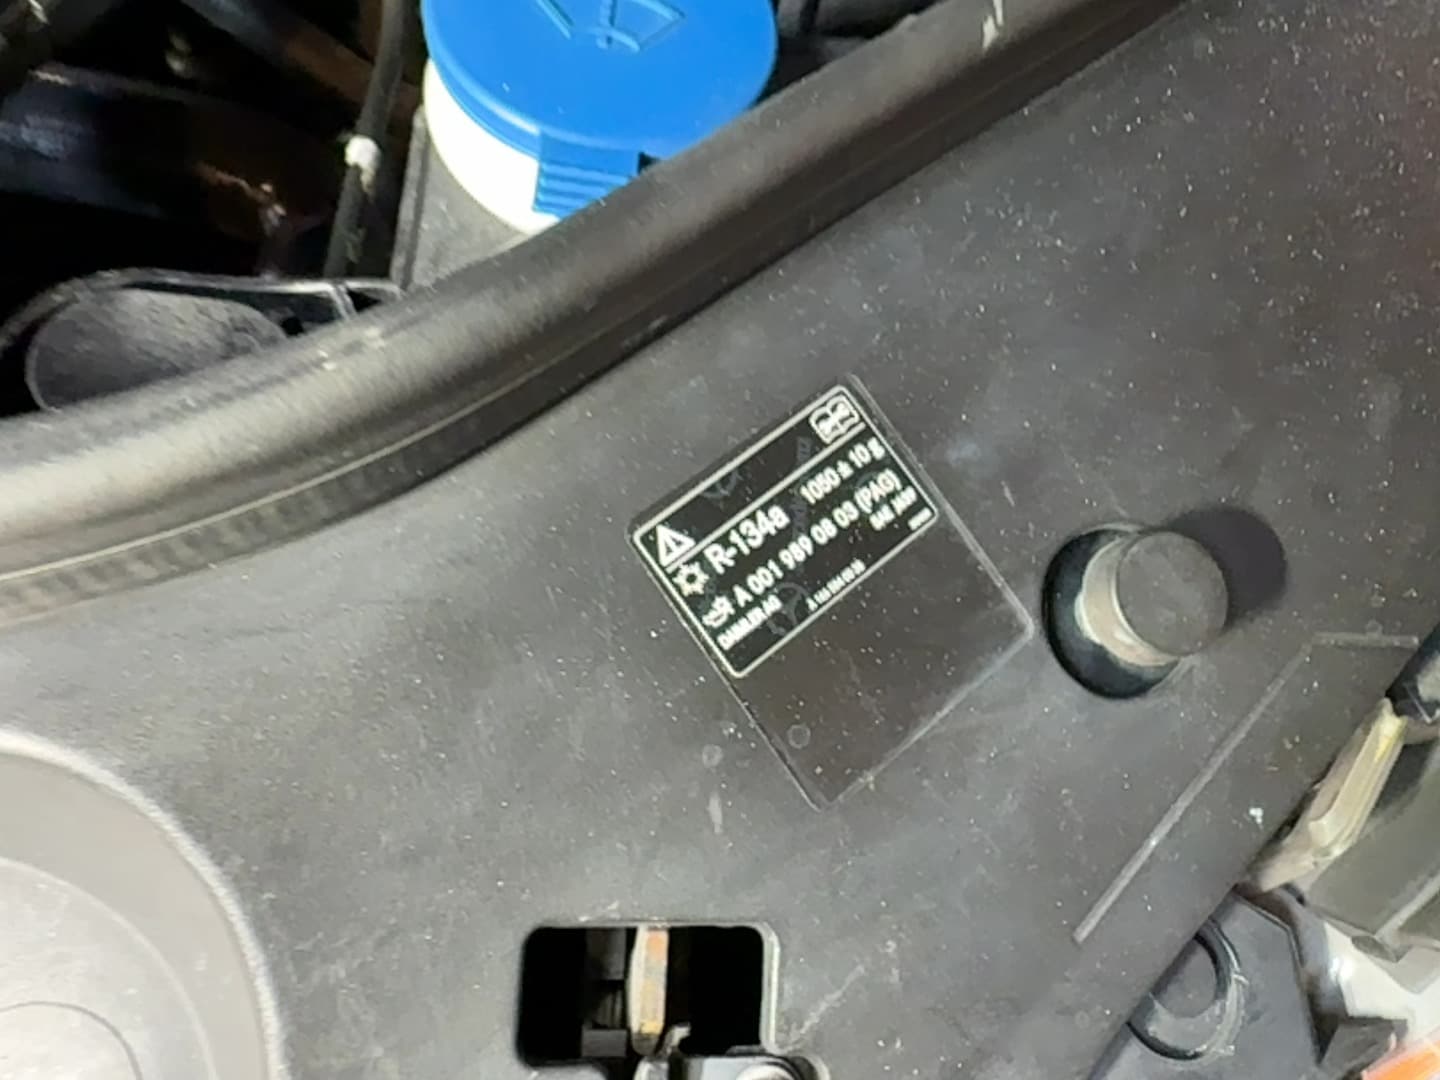 R-134a 1050 ± 10 g
A 001 989 08 03 (PAG)
DAIMLER AG SAE J639